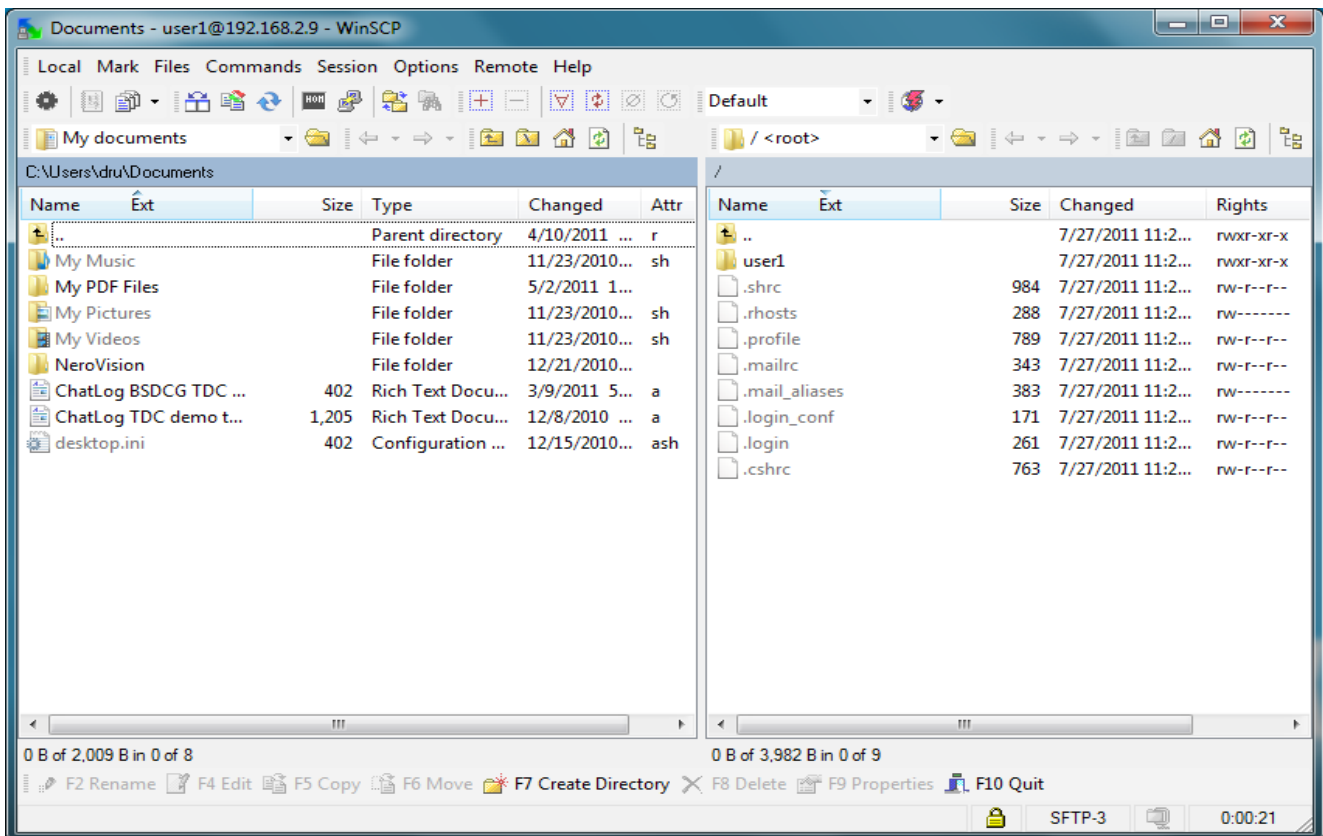 Documents - user1@192.168.2.9 - WinSCP
Local Mark Files Commands Session Options Remote Help
Default
My documents / <root>
C:\Users\dru\Documents /
Name Ext Size Type Changed Attr Name Ext Size Changed Rights
.. Parent directory 4/10/2011 ... r .. 7/27/2011 11:2... rwxr-xr-x
My Music File folder 11/23/2010... sh user1 7/27/2011 11:2... rwxr-xr-x
My PDF Files File folder 5/2/2011 1... .shrc 984 7/27/2011 11:2... rw-r--r--
My Pictures File folder 11/23/2010... sh .rhosts 288 7/27/2011 11:2... rw-------
My Videos File folder 11/23/2010... sh .profile 789 7/27/2011 11:2... rw-r--r--
NeroVision File folder 12/21/2010... .mailrc 343 7/27/2011 11:2... rw-r--r--
ChatLog BSDCG TDC ... 402 Rich Text Docu... 3/9/2011 5... a .mail_aliases 383 7/27/2011 11:2... rw-------
ChatLog TDC demo t... 1,205 Rich Text Docu... 12/8/2010 ... a .login_conf 171 7/27/2011 11:2... rw-r--r--
desktop.ini 402 Configuration ... 12/15/2010... ash .login 261 7/27/2011 11:2... rw-r--r--
.cshrc 763 7/27/2011 11:2... rw-r--r--
0 B of 2,009 B in 0 of 8 0 B of 3,982 B in 0 of 9
F2 Rename F4 Edit F5 Copy F6 Move F7 Create Directory F8 Delete F9 Properties F10 Quit
SFTP-3 0:00:21